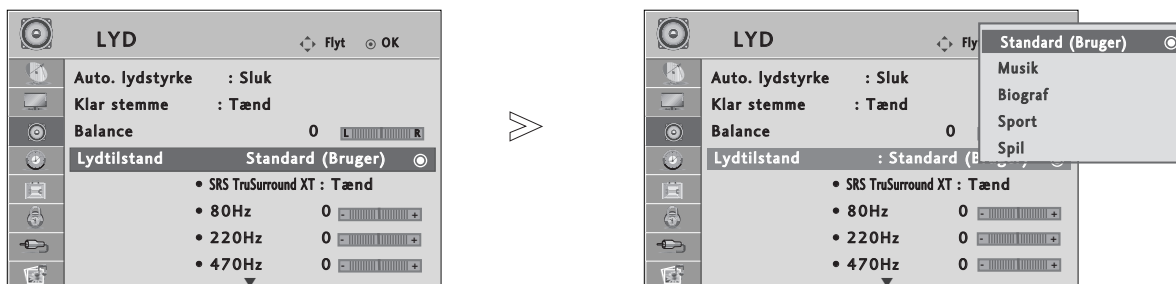 LYD
Flyt OK
Auto. lydstyrke : Sluk
Klar stemme : Tænd
Balance 0 L R
Lydtilstand Standard (Bruger)
• SRS TruSurround XT : Tænd
• 80Hz 0 - +
• 220Hz 0 - +
• 470Hz 0 - +
LYD
Fly
Auto. lydstyrke : Sluk
Klar stemme : Tænd
Balance 0
Lydtilstand : Standard (B
• SRS TruSurround XT : Tænd
• 80Hz 0 - +
• 220Hz 0 - +
• 470Hz 0 - +
Standard (Bruger)
Musik
Biograf
Sport
Spil